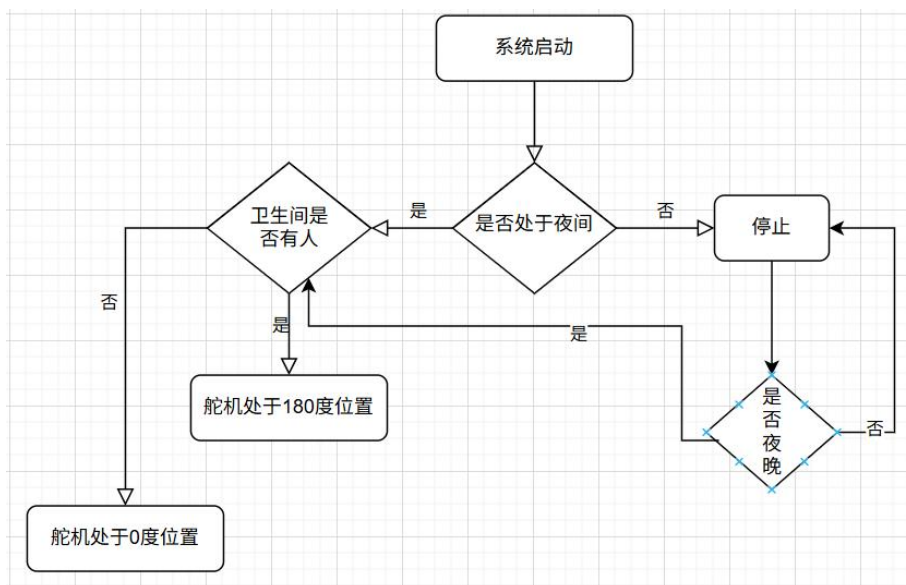 系统启动
卫生间是
否有人
是
是否处于夜间
否
停止
否
是
是
舵机处于180度位置
是
否
夜
晚
否
舵机处于0度位置